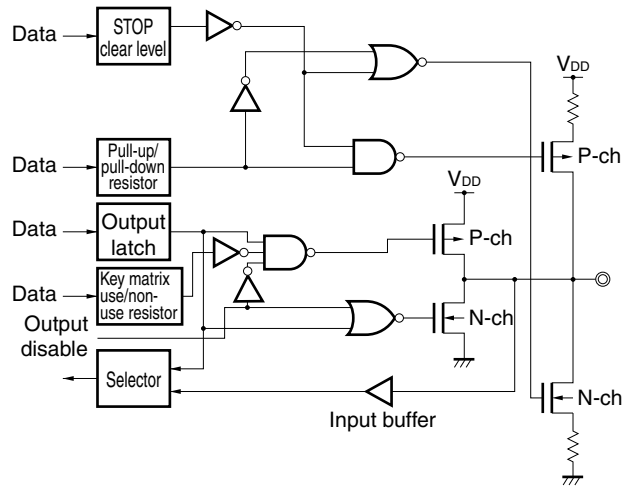 Data
STOP
clear level
VDD
Data
Pull-up/
pull-down
resistor
P-ch
VDD
Data
Output
latch
P-ch
Data
Key matrix
use/non-
use resistor
Output
disable
N-ch
Selector
Input buffer
N-ch